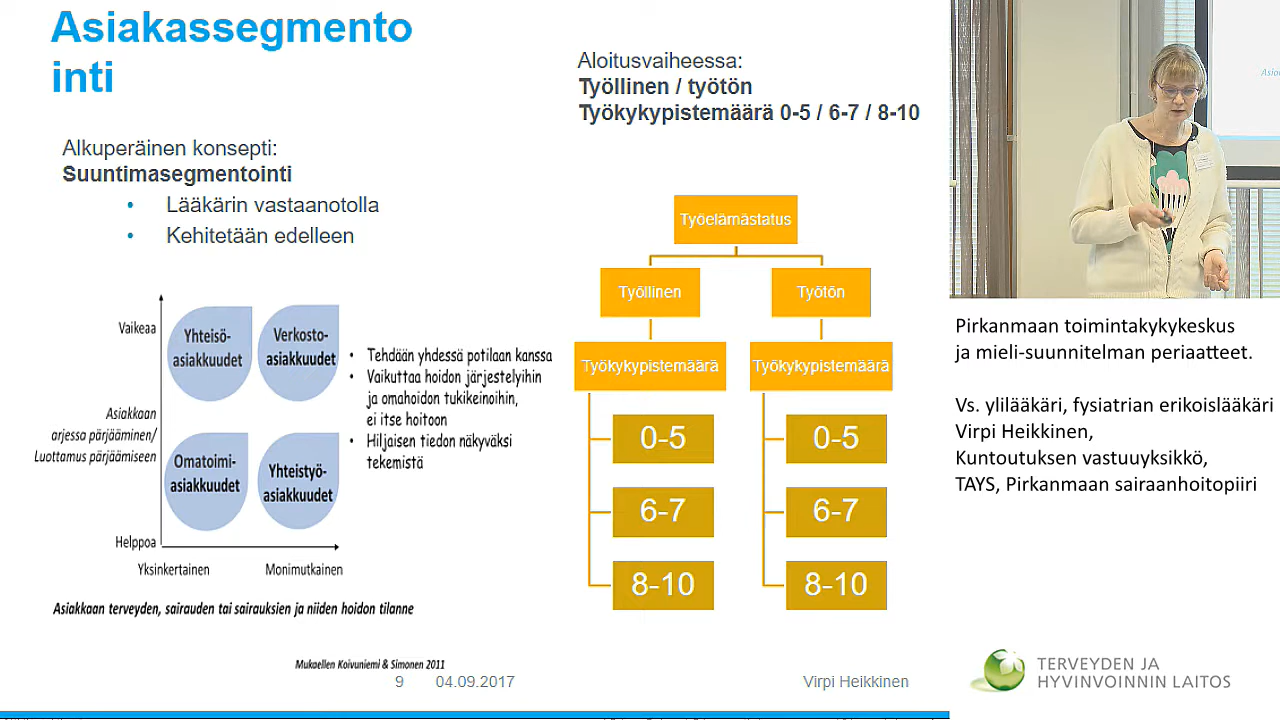 Asiakassegmento
inti
Alkuperäinen konsepti:
Suuntimasegmentointi
• Lääkärin vastaanotolla
• Kehitetään edelleen
Vaikeaa
Asiakkaan
arjessa pärjääminen/
Luottamus pärjäämiseen
Helppoa
Yhteisö-
asiakkuudet
Verkosto-
asiakkuudet
Omatoimi-
asiakkuudet
Yhteistyö-
asiakkuudet
Yksinkertainen
Monimutkainen
Asiakkaan terveyden, sairauden tai sairauksien ja niiden hoidon tilanne
• Tehdään yhdessä potilaan kanssa
• Vaikuttaa hoidon järjestelyihin
ja omahoidon tukikeinoihin,
ei itse hoitoon
• Hiljaisen tiedon näkyväksi
tekemistä
Mukaellen Koivuniemi & Simonen 2011
Aloitusvaiheessa:
Työllinen / työtön
Työkykypistemäärä 0-5 / 6-7 / 8-10
Työelämästatus
Työllinen
Työtön
Työkykypistemäärä
Työkykypistemäärä
0-5
0-5
6-7
6-7
8-10
8-10
9 04.09.2017
Virpi Heikkinen
Pirkanmaan toimintakykykeskus
ja mieli-suunnitelman periaatteet.
Vs. ylilääkäri, fysiatrian erikoislääkäri
Virpi Heikkinen,
Kuntoutuksen vastuuyksikkö,
TAYS, Pirkanmaan sairaanhoitopiiri
TERVEYDEN JA
HYVINVOINNIN LAITOS